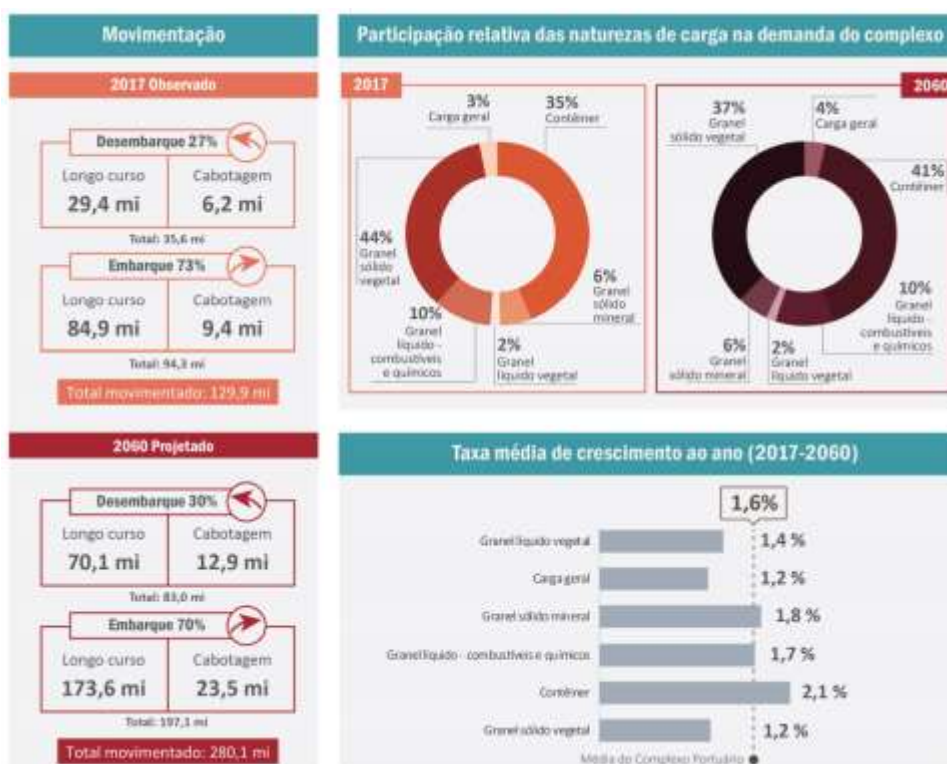 Movimentação
2017 Observado
Desembarque 27%
Longo curso
29,4 mi
Cabotagem
6,2 mi
Total: 35,6 mi
Embarque 73%
Longo curso
84,9 mi
Cabotagem
9,4 mi
Total: 94,3 mi
Total movimentado: 129,9 mi
2060 Projetado
Desembarque 30%
Longo curso
70,1 mi
Cabotagem
12,9 mi
Total: 83,0 mi
Embarque 70%
Longo curso
173,6 mi
Cabotagem
23,5 mi
Total: 197,1 mi
Total movimentado: 280,1 mi
Participação relativa das naturezas de carga na demanda do complexo
2017
3%
Carga geral
35%
Contêiner
44%
Granel
sólido
vegetal
6%
Granel
sólido
mineral
10%
Granel
líquido -
combustíveis
e químicos
2%
Granel
líquido vegetal
2060
37%
Granel
sólido vegetal
4%
Carga geral
41%
Contêiner
10%
Granel
líquido -
combustíveis
e químicos
6%
Granel
sólido mineral
2%
Granel
líquido vegetal
Taxa média de crescimento ao ano (2017-2060)
1,6%
Granel líquido vegetal 1,4 %
Carga geral 1,2 %
Granel sólido mineral 1,8 %
Granel líquido - combustíveis e químicos 1,7 %
Contêiner 2,1 %
Granel sólido vegetal 1,2 %
Média do Complexo Portuário